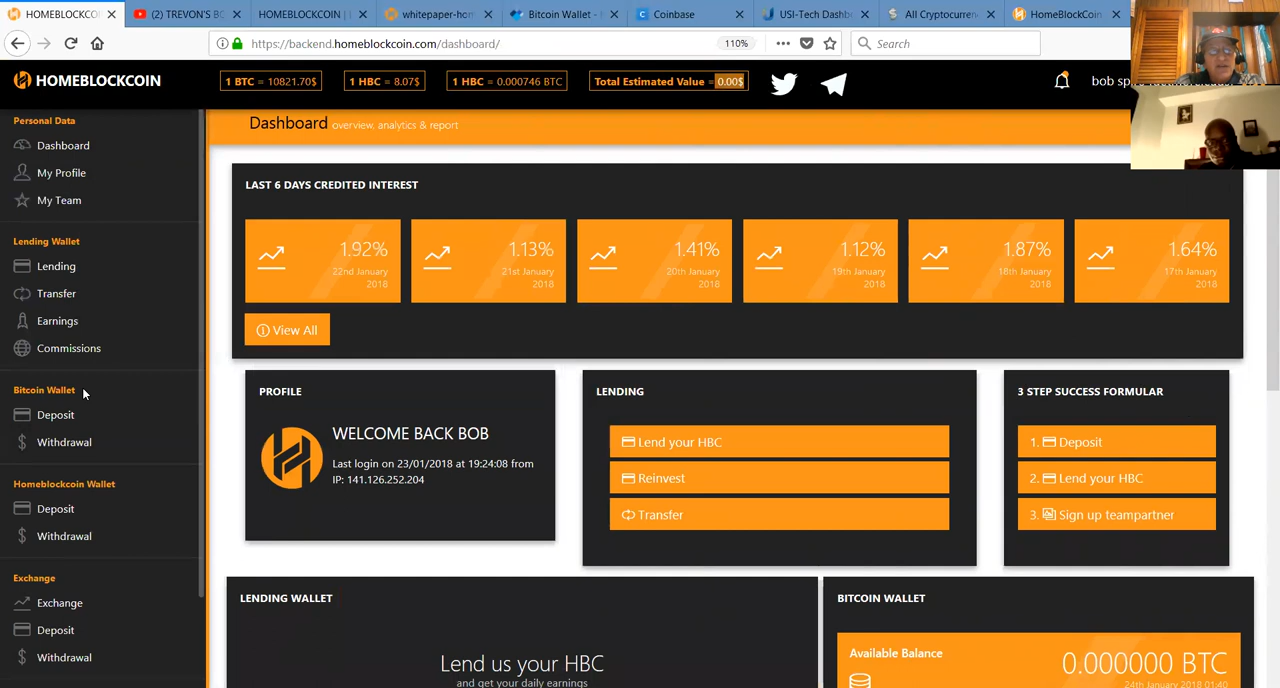 HOMEBLOCKCO
(2) TREVON'S BO
HOMEBLOCKCOIN | L
whitepaper-hom
Bitcoin Wallet -
Coinbase
USI-Tech Dashb
All Cryptocurren
HomeBlockCoin
https://backend.homeblockcoin.com/dashboard/
110%
Search
HOMEBLOCKCOIN
1 BTC = 10821.70$
1 HBC = 8.07$
1 HBC = 0.000746 BTC
Total Estimated Value = 0.00$
Personal Data
Dashboard
My Profile
My Team
Lending Wallet
Lending
Transfer
Earnings
Commissions
Bitcoin Wallet
Deposit
Withdrawal
Homeblockcoin Wallet
Deposit
Withdrawal
Exchange
Exchange
Deposit
Withdrawal
Dashboard overview, analytics & report
LAST 6 DAYS CREDITED INTEREST
1.92%
22nd January
2018
1.13%
21st January
2018
1.41%
20th January
2018
1.12%
19th January
2018
1.87%
18th January
2018
1.64%
17th January
2018
View All
PROFILE
WELCOME BACK BOB
Last login on 23/01/2018 at 19:24:08 from
IP: 141.126.252.204
LENDING
Lend your HBC
Reinvest
Transfer
3 STEP SUCCESS FORMULAR
1. Deposit
2. Lend your HBC
3. Sign up teampartner
LENDING WALLET
Lend us your HBC
and get your daily earnings
BITCOIN WALLET
Available Balance
0.000000 BTC
24th January 2018 01:40